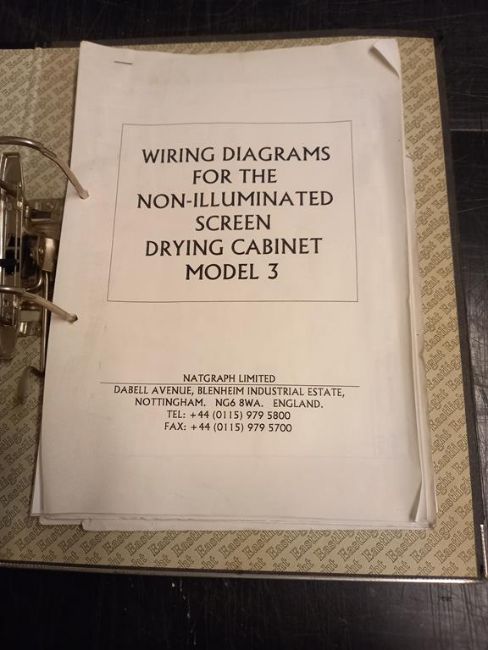 WIRING DIAGRAMS
FOR THE
NON-ILLUMINATED
SCREEN
DRYING CABINET
MODEL 3
NATGRAPH LIMITED
DABELL AVENUE, BLENHEIM INDUSTRIAL ESTATE,
NOTTINGHAM. NG6 8WA. ENGLAND.
TEL: +44 (0115) 979 5800
FAX: +44 (0115) 979 5700
Eastlight